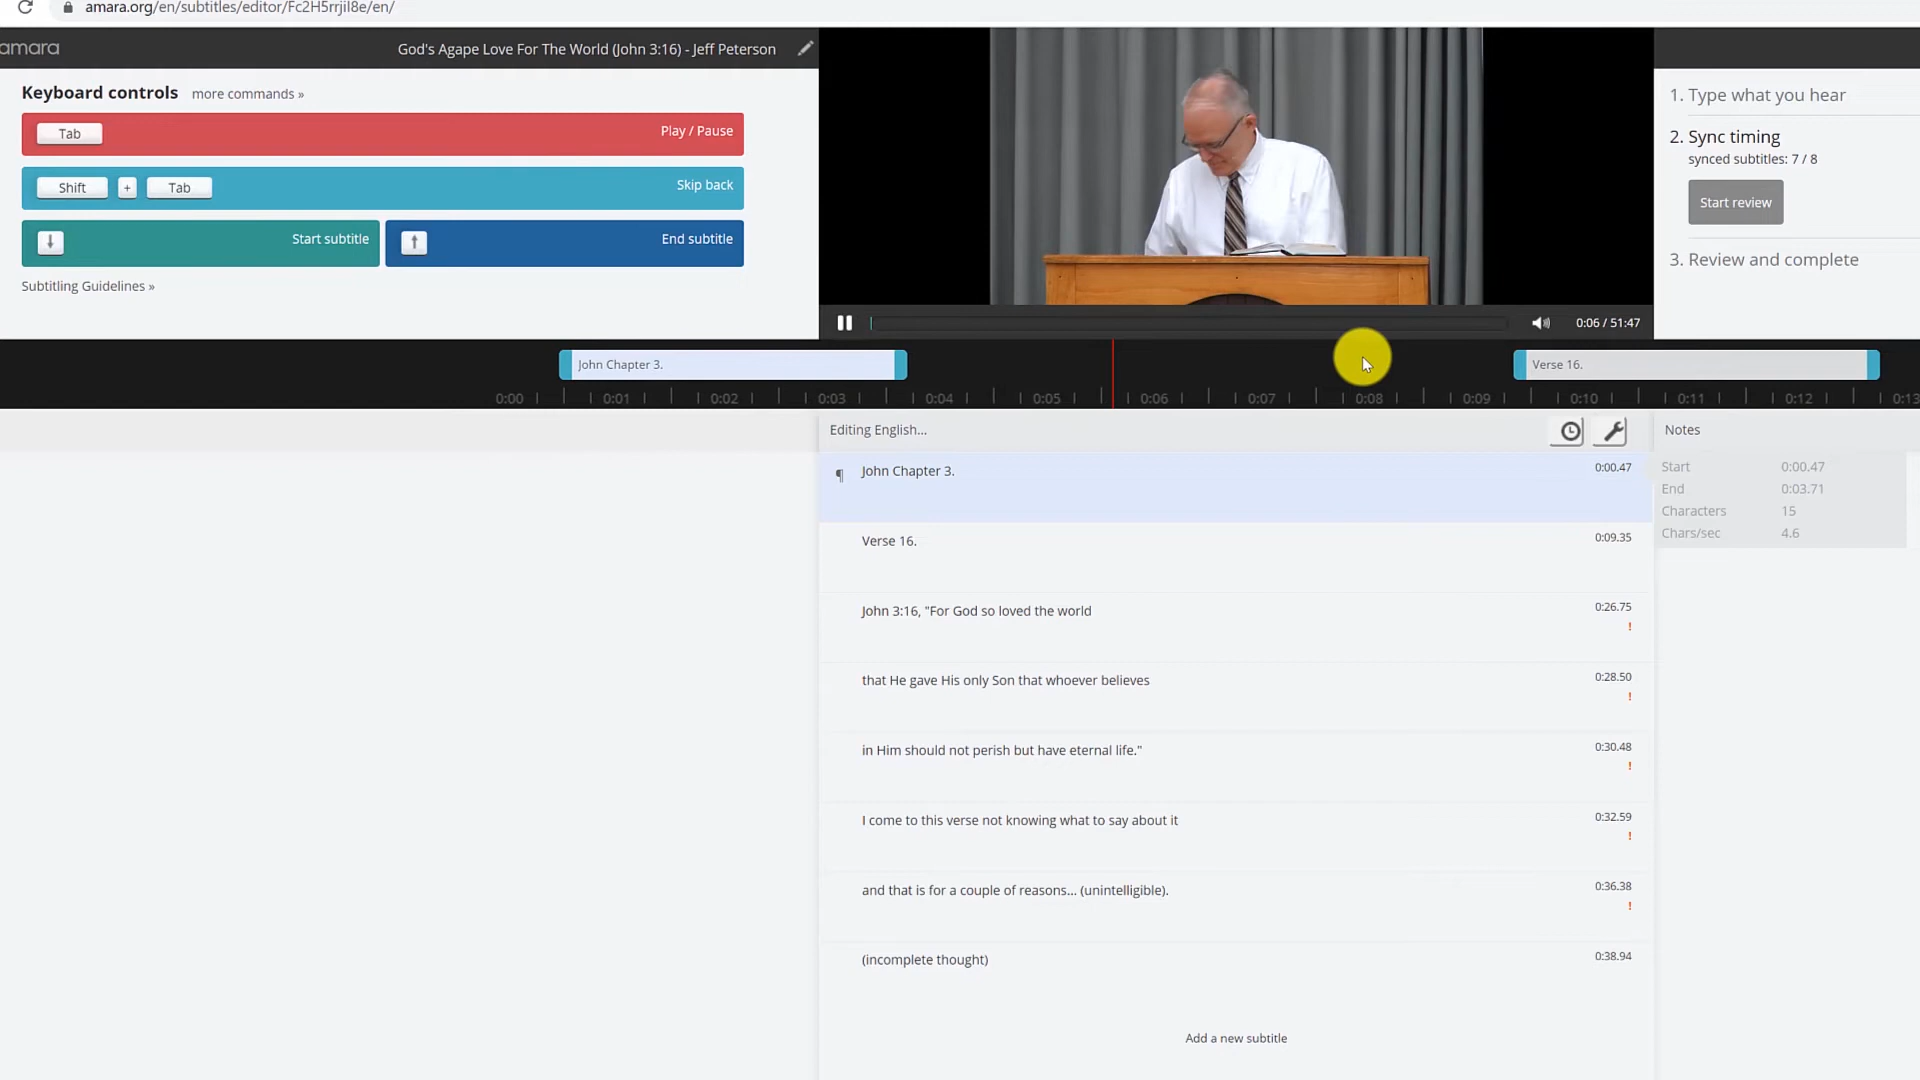 amara.org/en/subtitles/editor/Fc2H5rrjil8e/en/
amara
God's Agape Love For The World (John 3:16) - Jeff Peterson
Keyboard controls more commands »
Tab Play / Pause
Shift + Tab Skip back
Start subtitle End subtitle
Subtitling Guidelines »
1. Type what you hear
2. Sync timing
synced subtitles: 7 / 8
Start review
3. Review and complete
0:06 / 51:47
John Chapter 3. Verse 16.
0:00 0:01 0:02 0:03 0:04 0:05 0:06 0:07 0:08 0:09 0:10 0:11 0:12 0:13
Editing English...
¶ John Chapter 3. 0:00.47
Verse 16. 0:09.35
John 3:16, "For God so loved the world 0:26.75
!
that He gave His only Son that whoever believes 0:28.50
!
in Him should not perish but have eternal life." 0:30.48
!
I come to this verse not knowing what to say about it 0:32.59
!
and that is for a couple of reasons... (unintelligible). 0:36.38
!
(incomplete thought) 0:38.94
Add a new subtitle
Notes
Start 0:00.47
End 0:03.71
Characters 15
Chars/sec 4.6